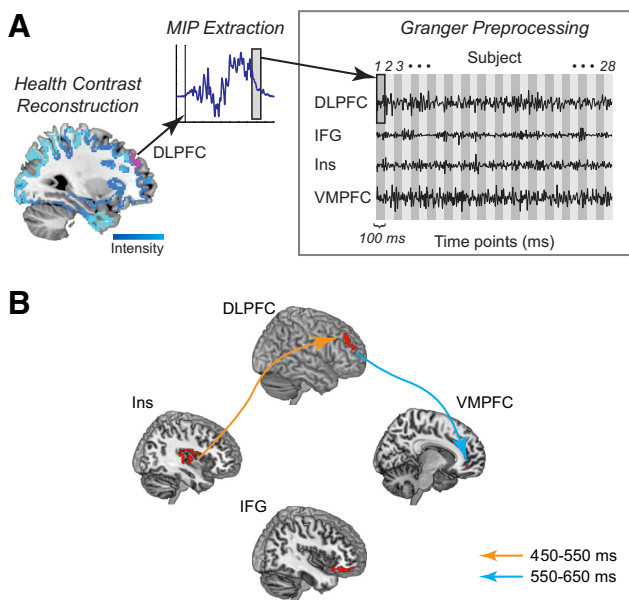 A
MIP Extraction
Granger Preprocessing
Health Contrast
Reconstruction
DLPFC
Intensity
Subject
1 2 3 • • • • • • 28
DLPFC
IFG
Ins
VMPFC
100 ms
Time points (ms)
B
DLPFC
Ins
VMPFC
IFG
450-550 ms
550-650 ms